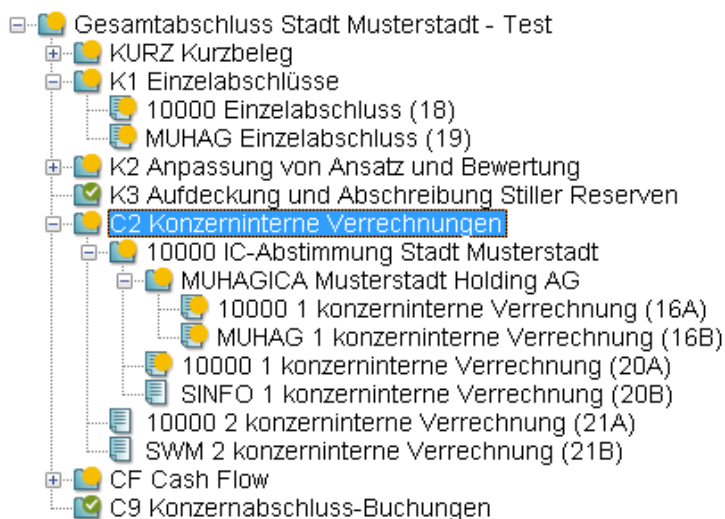 Gesamtabschluss Stadt Musterstadt - Test
KURZ Kurzbeleg
K1 Einzelabschlüsse
10000 Einzelabschluss (18)
MUHAG Einzelabschluss (19)
K2 Anpassung von Ansatz und Bewertung
K3 Aufdeckung und Abschreibung Stiller Reserven
C2 Konzerninterne Verrechnungen
10000 IC-Abstimmung Stadt Musterstadt
MUHAGICA Musterstadt Holding AG
10000 1 konzerninterne Verrechnung (16A)
MUHAG 1 konzerninterne Verrechnung (16B)
10000 1 konzerninterne Verrechnung (20A)
SINFO 1 konzerninterne Verrechnung (20B)
10000 2 konzerninterne Verrechnung (21A)
SWM 2 konzerninterne Verrechnung (21B)
CF Cash Flow
C9 Konzernabschluss-Buchungen